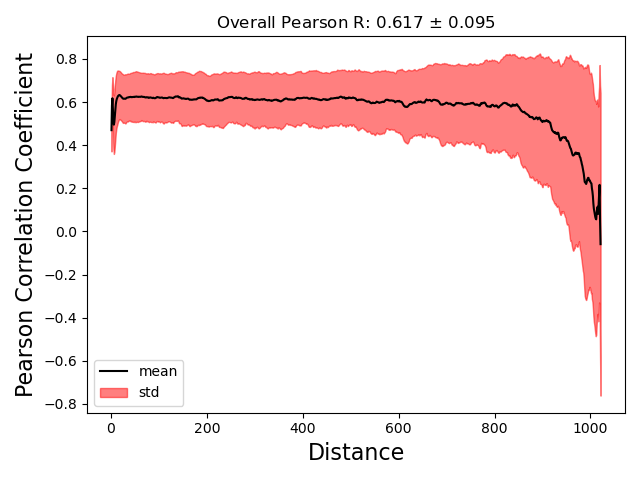 Overall Pearson R: 0.617 ± 0.095
Pearson Correlation Coefficient
0.8
0.6
0.4
0.2
0.0
−0.2
−0.4
−0.6
−0.8
mean
std
0 200 400 600 800 1000
Distance